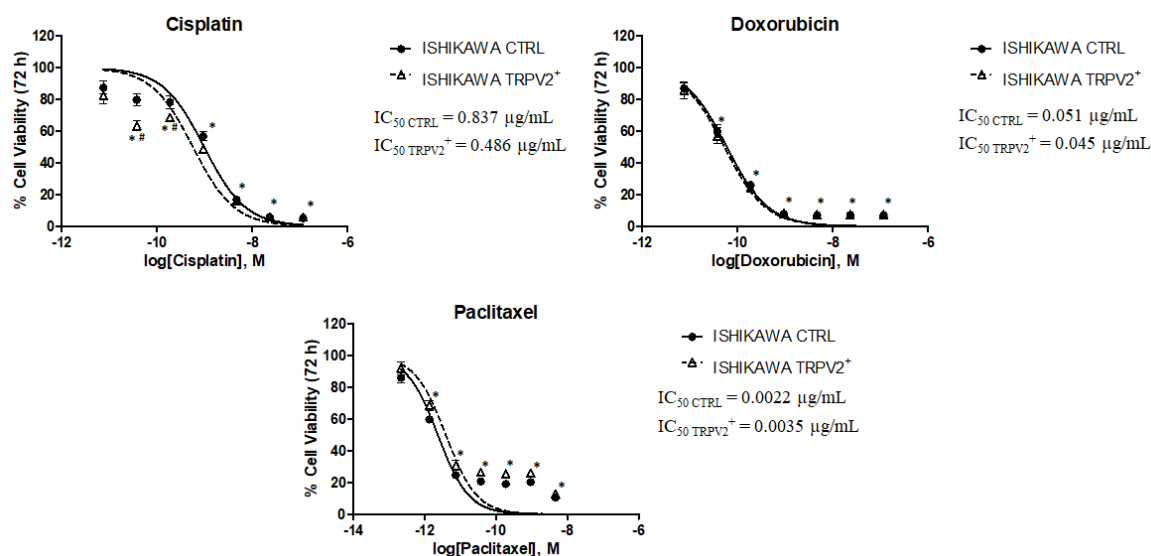 Cisplatin
% Cell Viability (72 h)
120
100
80
60
40
20
0
* #
* #
*
*
*
*
-12
-10
-8
-6
log[Cisplatin], M
ISHIKAWA CTRL
ISHIKAWA TRPV2+
IC50 CTRL = 0.837 µg/mL
IC50 TRPV2+ = 0.486 µg/mL
Doxorubicin
% Cell Viability (72 h)
120
100
80
60
40
20
0
*
*
*
*
*
*
-12
-10
-8
-6
log[Doxorubicin], M
ISHIKAWA CTRL
ISHIKAWA TRPV2+
IC50 CTRL = 0.051 µg/mL
IC50 TRPV2+ = 0.045 µg/mL
Paclitaxel
% Cell Viability (72 h)
120
100
80
60
40
20
0
*
*
*
*
*
*
-14
-12
-10
-8
-6
log[Paclitaxel], M
ISHIKAWA CTRL
ISHIKAWA TRPV2+
IC50 CTRL = 0.0022 µg/mL
IC50 TRPV2+ = 0.0035 µg/mL